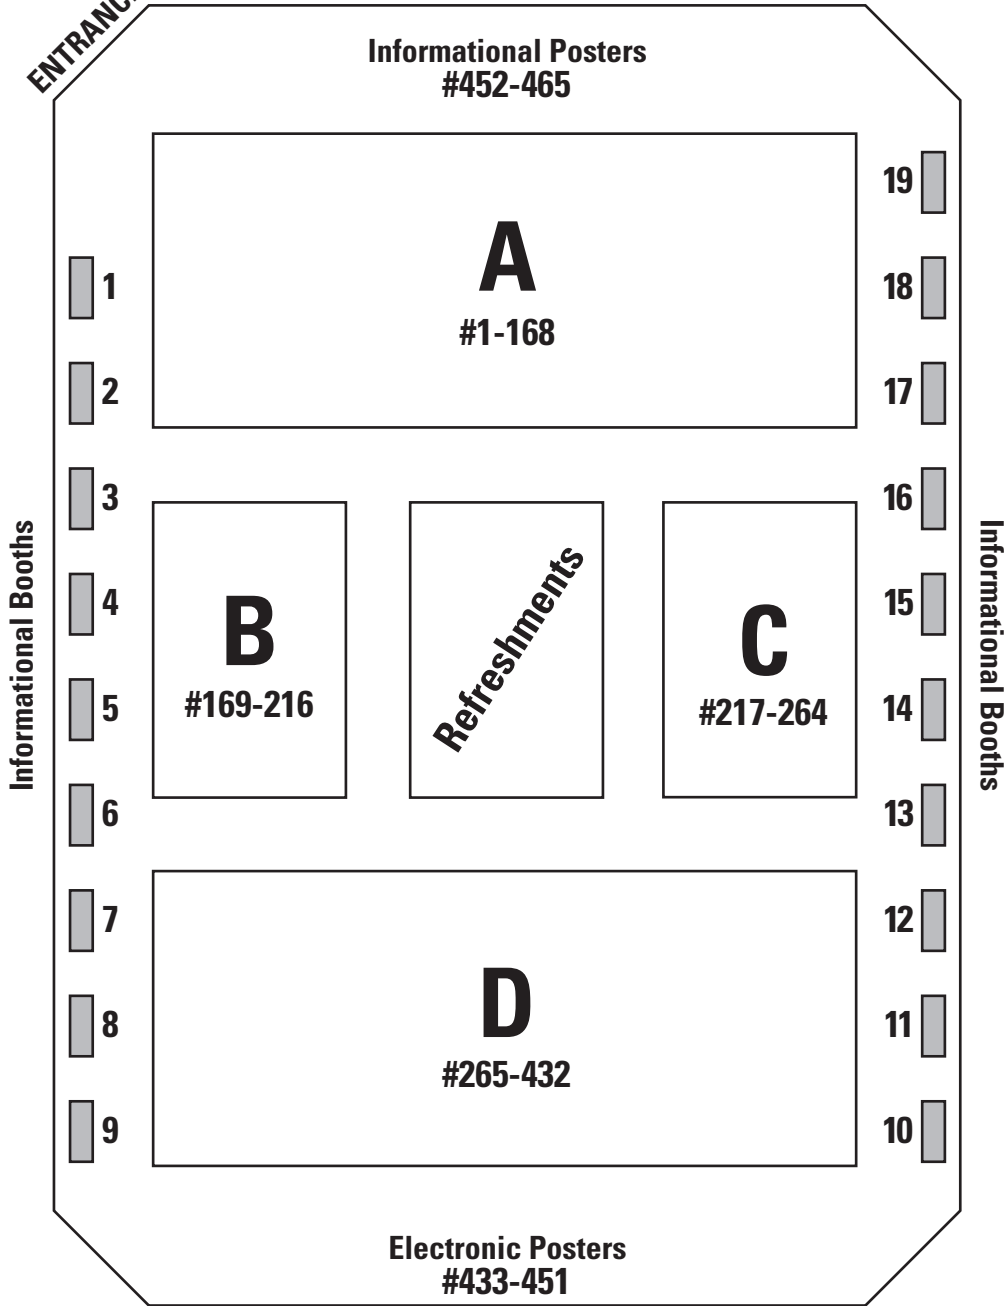 ENTRANCE
Informational Posters
#452-465
A
#1-168
19
1
18
2
17
3
16
Informational Booths
4
15
Informational Booths
B
#169-216
Refreshments
C
#217-264
5
14
6
13
7
12
D
#265-432
8
11
9
10
Electronic Posters
#433-451